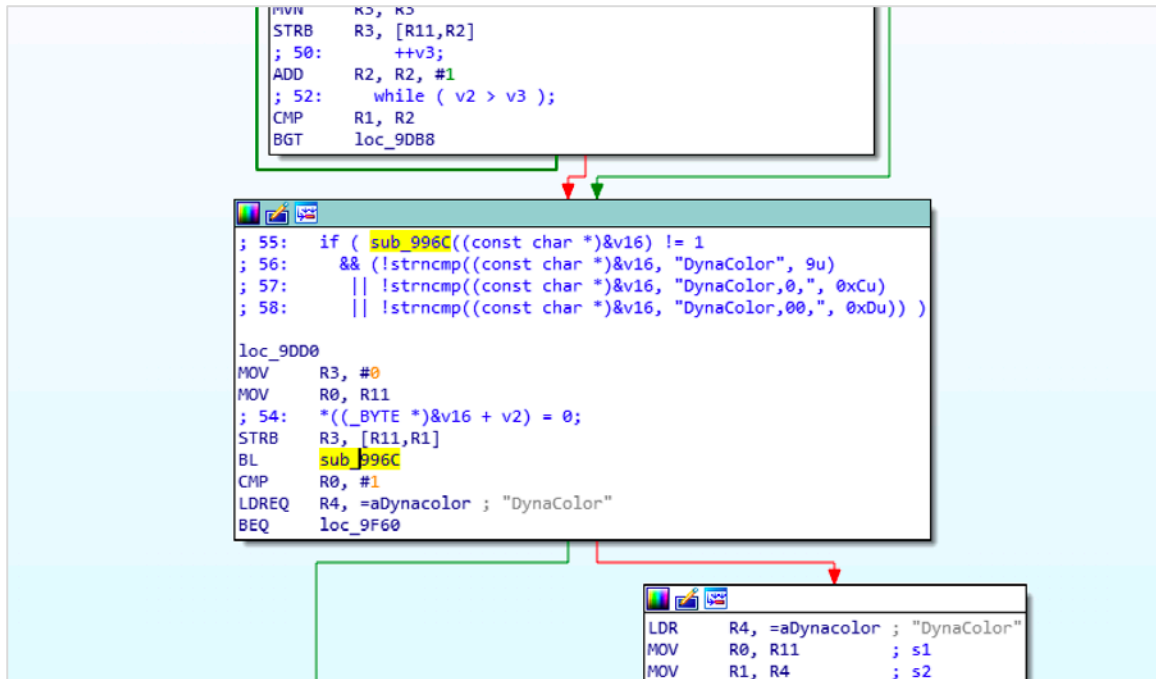 MVN R3, R3
STRB R3, [R11,R2]
; 50: ++v3;
ADD R2, R2, #1
; 52: while ( v2 > v3 );
CMP R1, R2
BGT loc_9DB8
; 55: if ( sub_996C((const char *)&v16) != 1
; 56: && (!strncmp((const char *)&v16, "DynaColor", 9u)
; 57: || !strncmp((const char *)&v16, "DynaColor,0,", 0xCu)
; 58: || !strncmp((const char *)&v16, "DynaColor,00,", 0xDu)) )
loc_9DD0
MOV R3, #0
MOV R0, R11
; 54: *((_BYTE *)&v16 + v2) = 0;
STRB R3, [R11,R1]
BL sub_996C
CMP R0, #1
LDREQ R4, =aDynacolor ; "DynaColor"
BEQ loc_9F60
LDR R4, =aDynacolor ; "DynaColor"
MOV R0, R11 ; s1
MOV R1, R4 ; s2